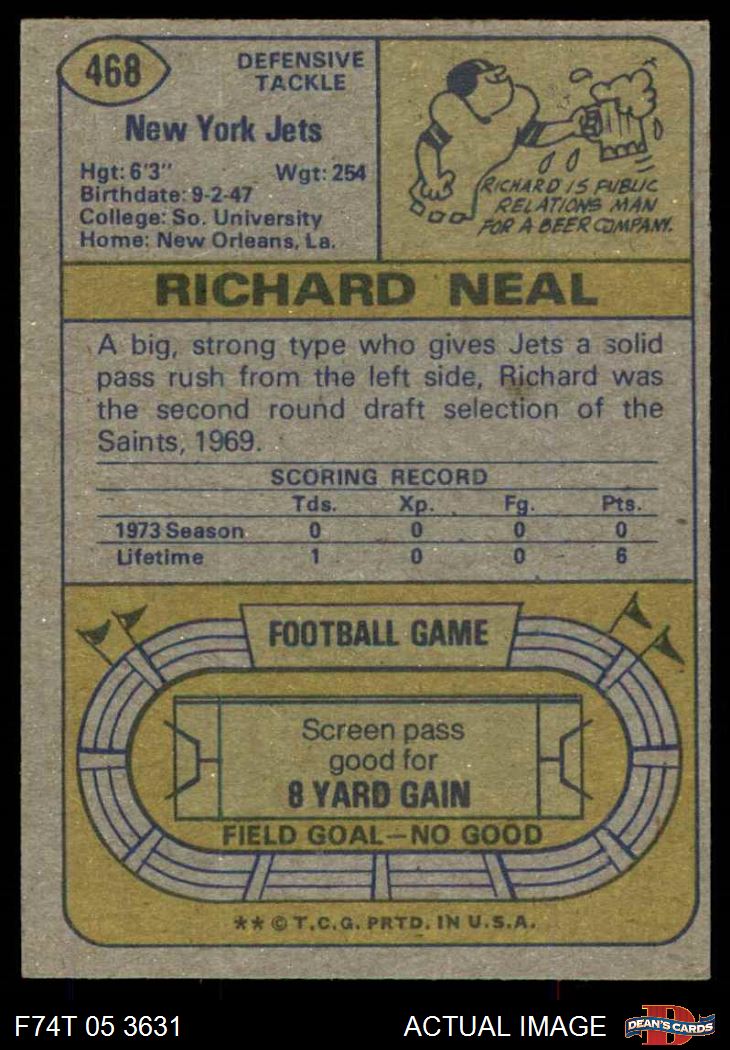 468
DEFENSIVE
TACKLE
New York Jets
Hgt: 6'3" Wgt: 254
Birthdate: 9-2-47
College: So. University
Home: New Orleans, La.
RICHARD IS PUBLIC
RELATIONS MAN
FOR A BEER COMPANY.
RICHARD NEAL
A big, strong type who gives Jets a solid
pass rush from the left side, Richard was
the second round draft selection of the
Saints, 1969.
SCORING RECORD
Tds. Xp. Fg. Pts.
1973 Season 0 0 0 0
Lifetime 1 0 0 6
FOOTBALL GAME
Screen pass
good for
8 YARD GAIN
FIELD GOAL—NO GOOD
** © T.C.G. PRTD. IN U.S.A.
F74T 05 3631 ACTUAL IMAGE
D
DEAN'S CARDS